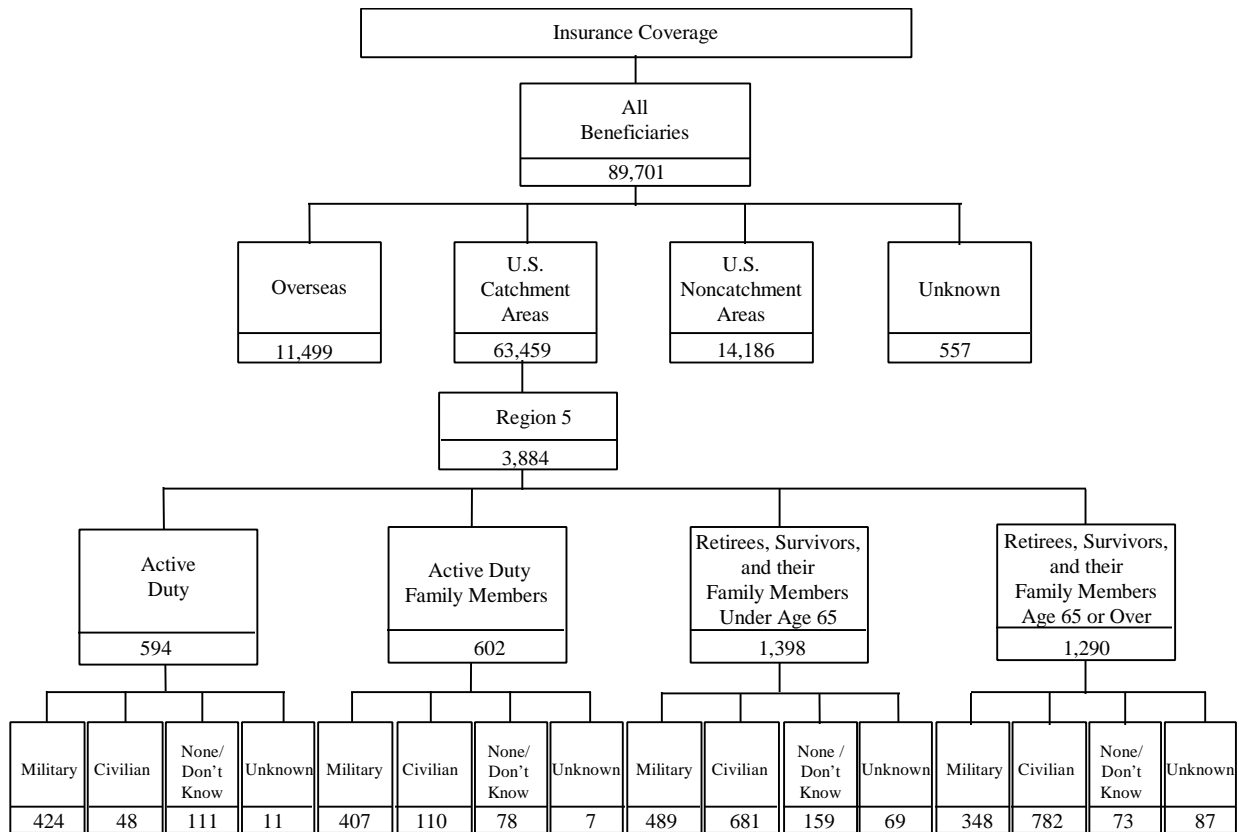 Insurance Coverage
All
Beneficiaries
89,701
Overseas
11,499
U.S.
Catchment
Areas
63,459
U.S.
Noncatchment
Areas
14,186
Unknown
557
Region 5
3,884
Active
Duty
594
Active Duty
Family Members
602
Retirees, Survivors,
and their
Family Members
Under Age 65
1,398
Retirees, Survivors,
and their
Family Members
Age 65 or Over
1,290
Military
424
Civilian
48
None/
Don't
Know
111
Unknown
11
Military
407
Civilian
110
None/
Don't
Know
78
Unknown
7
Military
489
Civilian
681
None /
Don't
Know
159
Unknown
69
Military
348
Civilian
782
None/
Don't
Know
73
Unknown
87